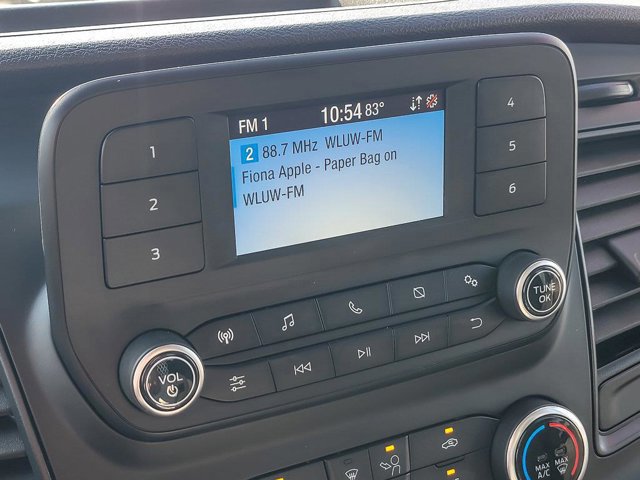 FM 1 10:54 83°
2 88.7 MHz WLUW-FM
Fiona Apple - Paper Bag on
WLUW-FM
1
2
3
4
5
6
VOL
TUNE
OK
MAX
A/C
MAX